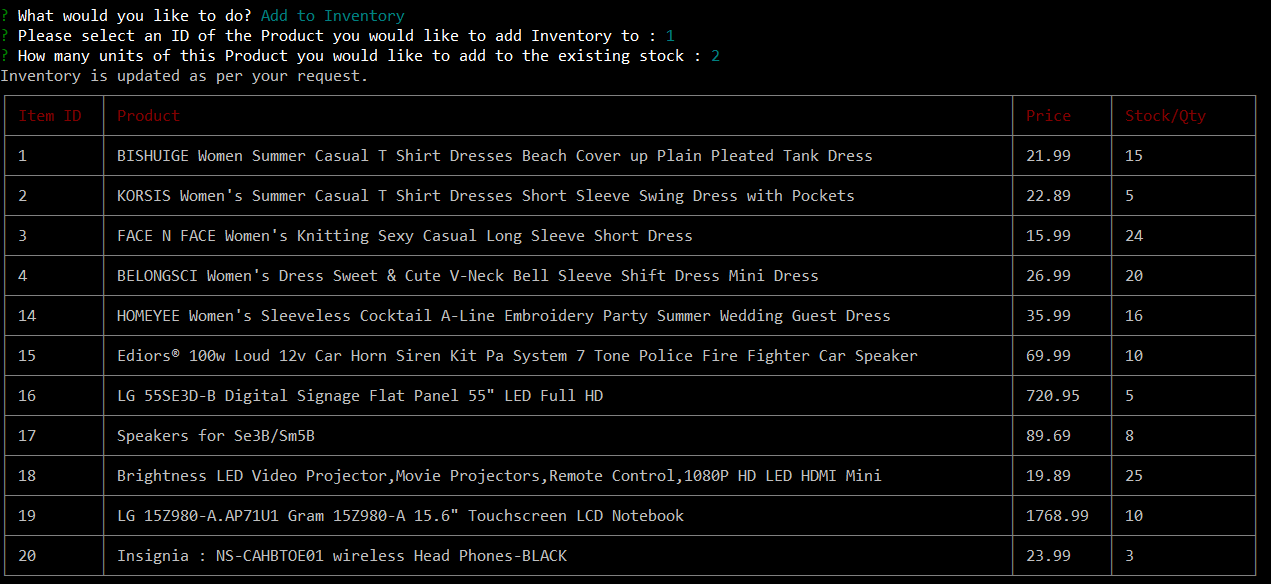 ? What would you like to do? Add to Inventory
? Please select an ID of the Product you would like to add Inventory to : 1
? How many units of this Product you would like to add to the existing stock : 2
Inventory is updated as per your request.
Item ID Product Price Stock/Qty
1 BISHUIGE Women Summer Casual T Shirt Dresses Beach Cover up Plain Pleated Tank Dress 21.99 15
2 KORSIS Women's Summer Casual T Shirt Dresses Short Sleeve Swing Dress with Pockets 22.89 5
3 FACE N FACE Women's Knitting Sexy Casual Long Sleeve Short Dress 15.99 24
4 BELONGSCI Women's Dress Sweet & Cute V-Neck Bell Sleeve Shift Dress Mini Dress 26.99 20
14 HOMEYEE Women's Sleeveless Cocktail A-Line Embroidery Party Summer Wedding Guest Dress 35.99 16
15 Ediors® 100w Loud 12v Car Horn Siren Kit Pa System 7 Tone Police Fire Fighter Car Speaker 69.99 10
16 LG 55SE3D-B Digital Signage Flat Panel 55" LED Full HD 720.95 5
17 Speakers for Se3B/Sm5B 89.69 8
18 Brightness LED Video Projector,Movie Projectors,Remote Control,1080P HD LED HDMI Mini 19.89 25
19 LG 15Z980-A.AP71U1 Gram 15Z980-A 15.6" Touchscreen LCD Notebook 1768.99 10
20 Insignia : NS-CAHBTOE01 wireless Head Phones-BLACK 23.99 3